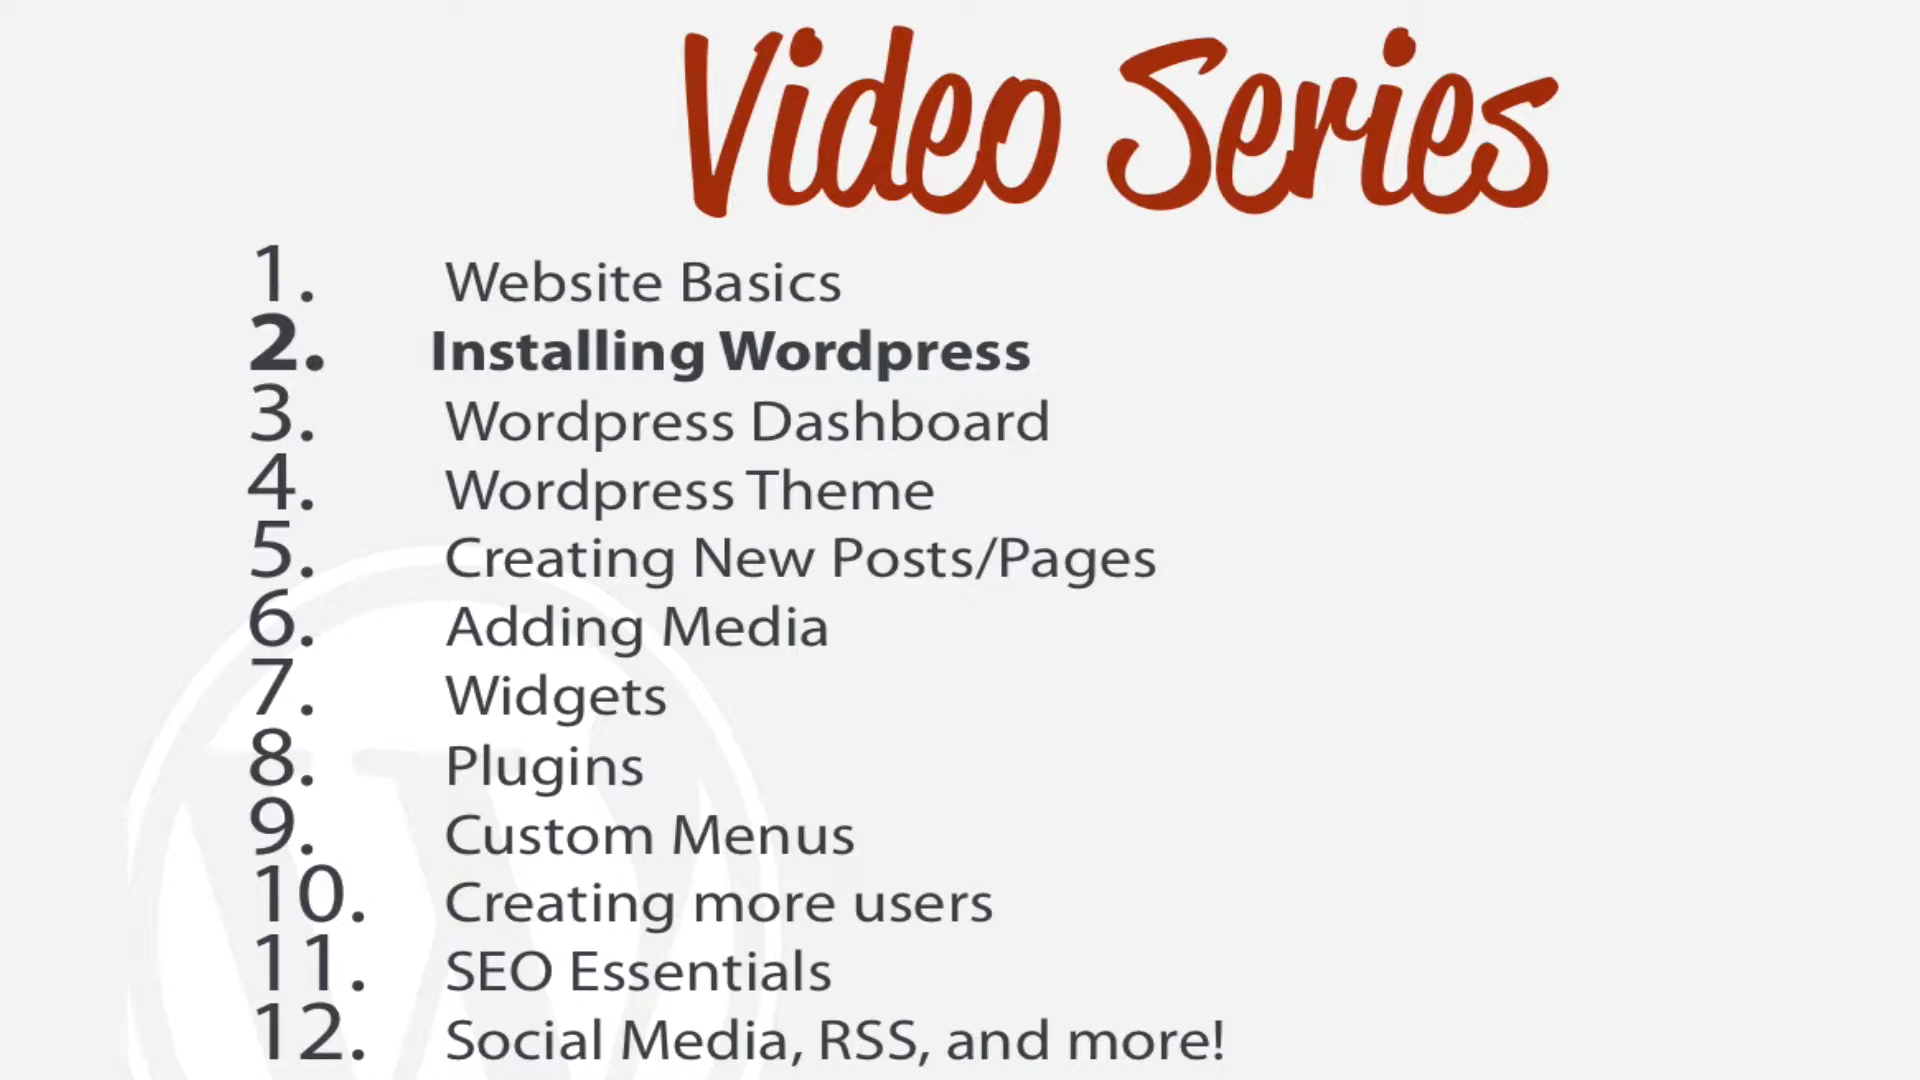 Video Series
1. Website Basics
2. Installing Wordpress
3. Wordpress Dashboard
4. Wordpress Theme
5. Creating New Posts/Pages
6. Adding Media
7. Widgets
8. Plugins
9. Custom Menus
10. Creating more users
11. SEO Essentials
12. Social Media, RSS, and more!